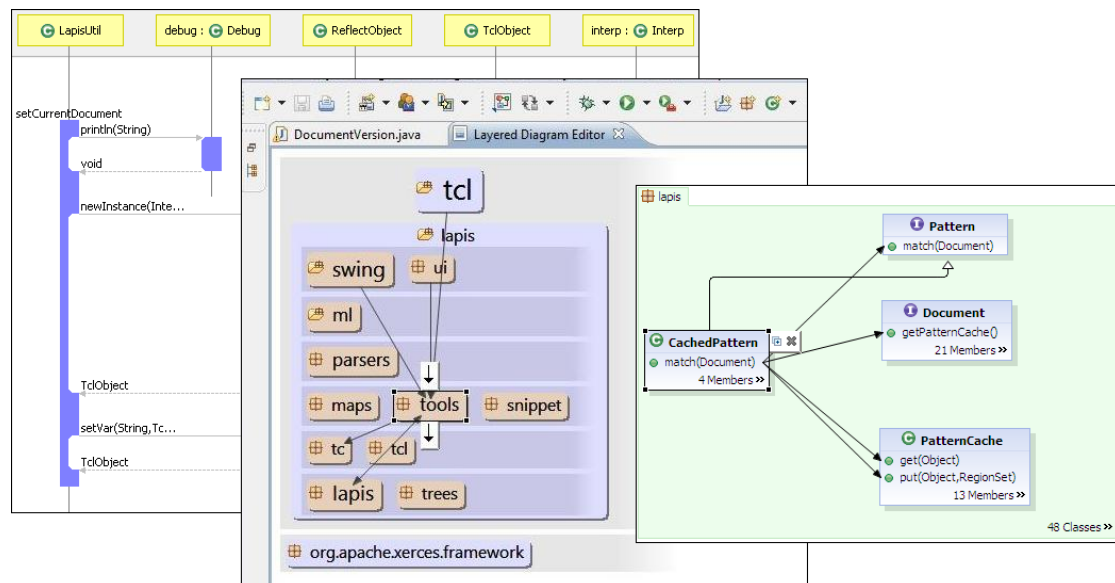 LapisUtil
debug : Debug
ReflectObject
TclObject
interp : Interp
setCurrentDocument
println(String)
void
newInstance(Inte...
TclObject
setVar(String,Tc...
TclObject
DocumentVersion.java
Layered Diagram Editor
tcl
lapis
swing
ui
ml
parsers
maps
tools
snippet
tc
tcl
lapis
trees
org.apache.xerces.framework
lapis
Pattern
match(Document)
Document
getPatternCache()
21 Members »
CachedPattern
match(Document)
4 Members »
PatternCache
get(Object)
put(Object,RegionSet)
13 Members »
48 Classes »